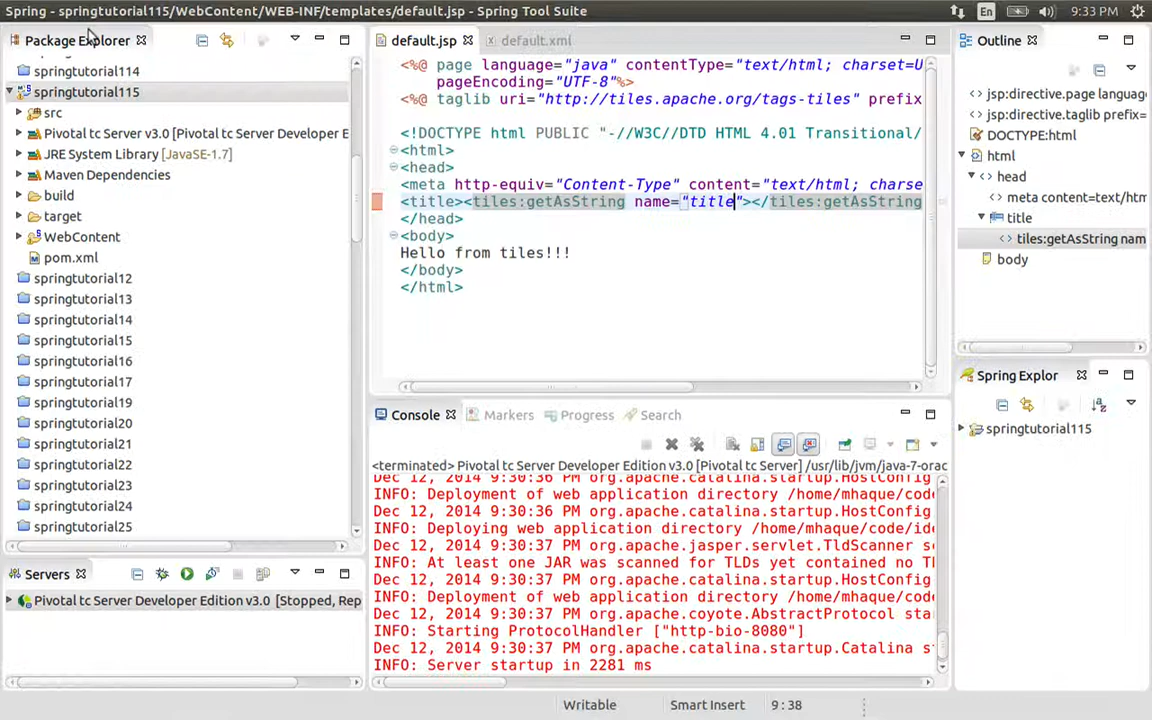 Spring - springtutorial115/WebContent/WEB-INF/templates/default.jsp - Spring Tool Suite
En
9:33 PM
Package Explorer
springtutorial114
springtutorial115
src
Pivotal tc Server v3.0 [Pivotal tc Server Developer E
JRE System Library [JavaSE-1.7]
Maven Dependencies
build
target
WebContent
pom.xml
springtutorial12
springtutorial13
springtutorial14
springtutorial15
springtutorial16
springtutorial17
springtutorial19
springtutorial20
springtutorial21
springtutorial22
springtutorial23
springtutorial24
springtutorial25
Servers
Pivotal tc Server Developer Edition v3.0 [Stopped, Rep
default.jsp
default.xml
<%@ page language="java" contentType="text/html; charset=U
pageEncoding="UTF-8"%>
<%@ taglib uri="http://tiles.apache.org/tags-tiles" prefix
<!DOCTYPE html PUBLIC "-//W3C//DTD HTML 4.01 Transitional/
<html>
<head>
<meta http-equiv="Content-Type" content="text/html; charse
<title><tiles:getAsString name="title"></tiles:getAsString
</head>
<body>
Hello from tiles!!!
</body>
</html>
Console
Markers
Progress
Search
<terminated> Pivotal tc Server Developer Edition v3.0 [Pivotal tc Server] /usr/lib/jvm/java-7-orac
Dec 12, 2014 9:30:36 PM org.apache.catalina.startup.HostConfig
INFO: Deployment of web application directory /home/mhaque/code
Dec 12, 2014 9:30:36 PM org.apache.catalina.startup.HostConfig
INFO: Deploying web application directory /home/mhaque/code/ide
Dec 12, 2014 9:30:37 PM org.apache.jasper.servlet.TldScanner sc
INFO: At least one JAR was scanned for TLDs yet contained no TL
Dec 12, 2014 9:30:37 PM org.apache.catalina.startup.HostConfig
INFO: Deployment of web application directory /home/mhaque/code
Dec 12, 2014 9:30:37 PM org.apache.coyote.AbstractProtocol star
INFO: Starting ProtocolHandler ["http-bio-8080"]
Dec 12, 2014 9:30:37 PM org.apache.catalina.startup.Catalina st
INFO: Server startup in 2281 ms
Outline
jsp:directive.page languag
jsp:directive.taglib prefix=
DOCTYPE:html
html
head
meta content=text/htm
title
tiles:getAsString nam
body
Spring Explor
springtutorial115
Writable
Smart Insert
9 : 38